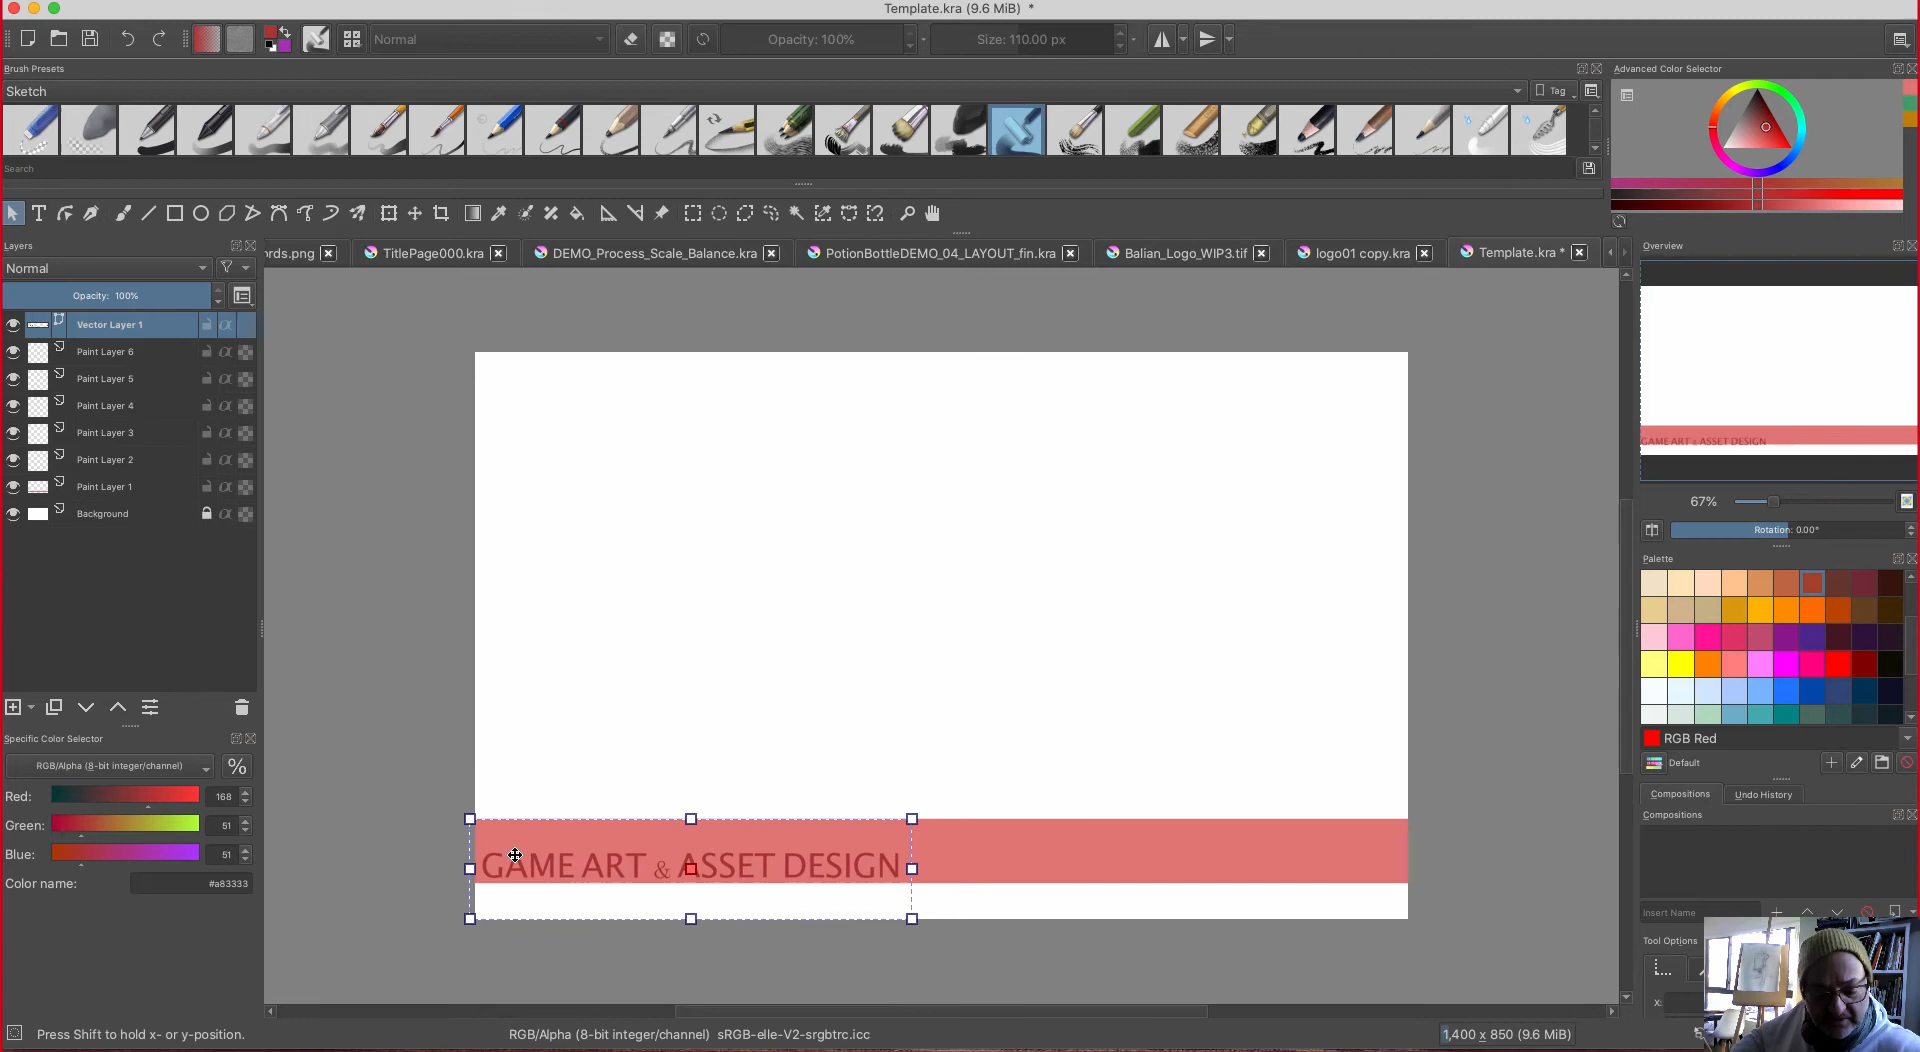 Template.kra (9.6 MiB) *
Normal
Opacity: 100%
Size: 110.00 px
Brush Presets
Advanced Color Selector
Sketch
Tag
Search
Layers
rds.png
TitlePage000.kra
DEMO_Process_Scale_Balance.kra
PotionBottleDEMO_04_LAYOUT_fin.kra
Balian_Logo_WIP3.tif
logo01 copy.kra
Template.kra *
Overview
Normal
Opacity: 100%
Vector Layer 1
Paint Layer 6
Paint Layer 5
Paint Layer 4
Paint Layer 3
Paint Layer 2
Paint Layer 1
Background
GAME ART & ASSET DESIGN
67%
Rotation: 0.00°
Palette
RGB Red
Default
Compositions
Undo History
Compositions
Insert Name
Tool Options
X:
Specific Color Selector
RGB/Alpha (8-bit integer/channel)
%
Red:
168
Green:
51
Blue:
51
Color name:
#a83333
GAME ART & ASSET DESIGN
Press Shift to hold x- or y-position.
RGB/Alpha (8-bit integer/channel) sRGB-elle-V2-srgbtrc.icc
1,400 x 850 (9.6 MiB)